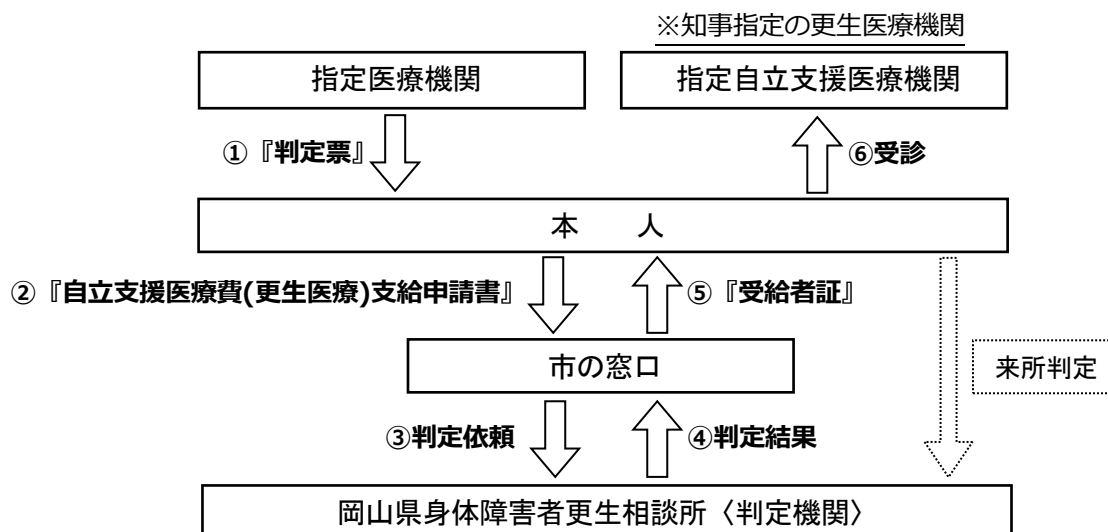 ※知事指定の更生医療機関
指定医療機関
指定自立支援医療機関
①『判定票』
⑥受診
本　　人
②『自立支援医療費(更生医療)支給申請書』
⑤『受給者証』
市の窓口
来所判定
③判定依頼
④判定結果
岡山県身体障害者更生相談所〈判定機関〉